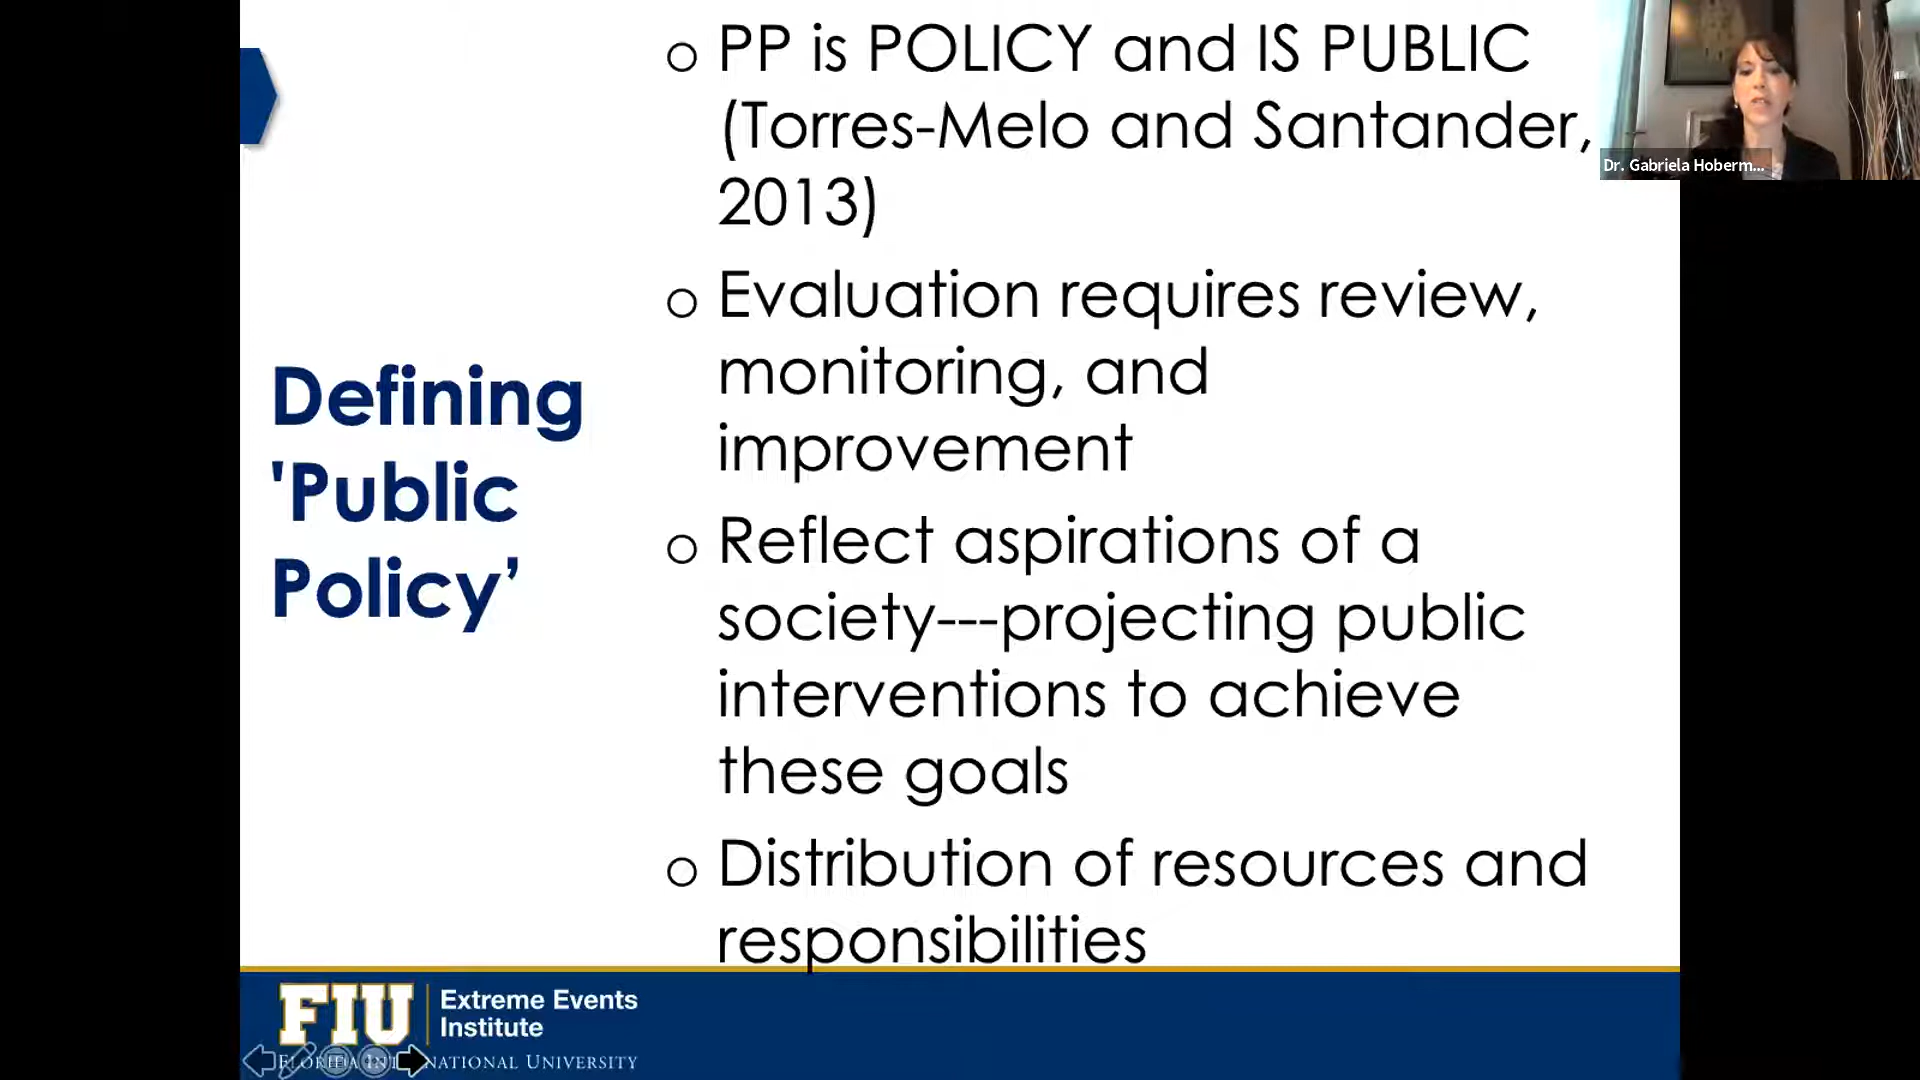 Defining
'Public
Policy’
o PP is POLICY and IS PUBLIC
(Torres-Melo and Santander,
2013)
o Evaluation requires review,
monitoring, and
improvement
o Reflect aspirations of a
society---projecting public
interventions to achieve
these goals
o Distribution of resources and
responsibilities
Dr. Gabriela Hoberm...
FIU
Extreme Events
Institute
FLORIDA INTERNATIONAL UNIVERSITY